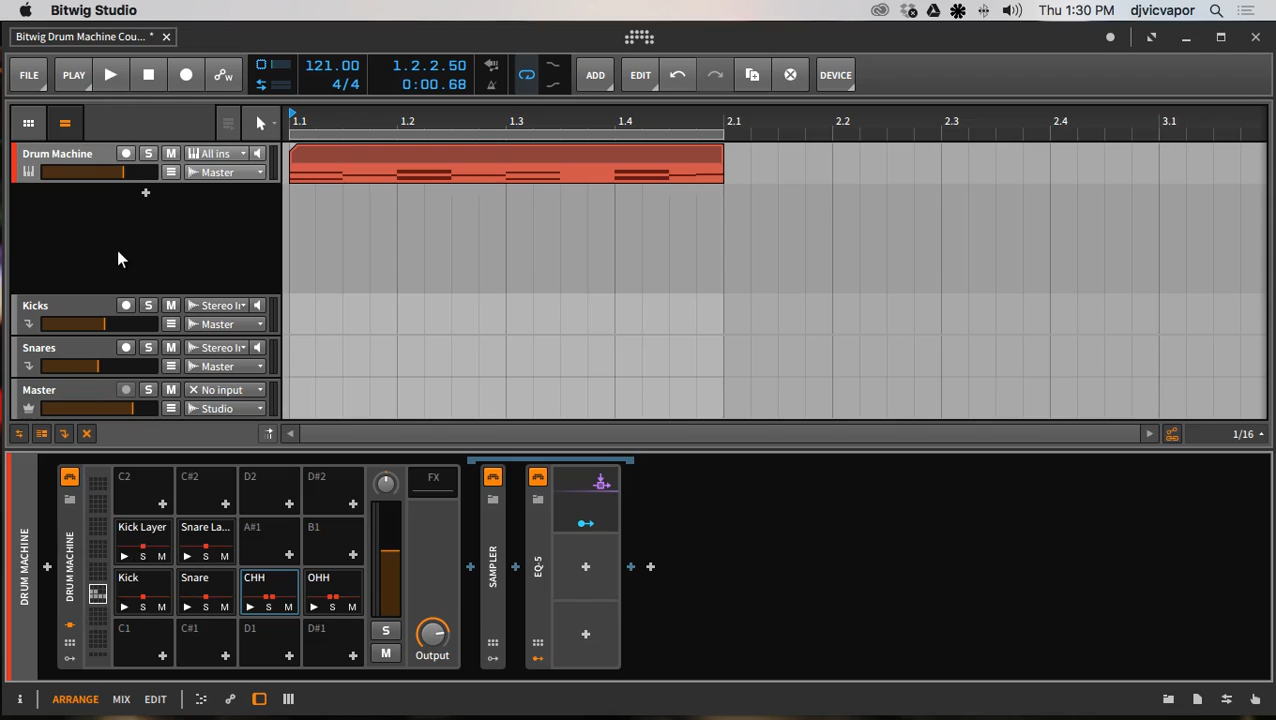 Bitwig Studio
Thu 1:30 PM djvicvapor
Bitwig Drum Machine Cou... *
FILE PLAY 121.00 4/4 1.2.2.50 0:00.68 ADD EDIT DEVICE
1.1 1.2 1.3 1.4 2.1 2.2 2.3 2.4 3.1
Drum Machine S M All ins
Master
Kicks S M Stereo Ir
Master
Snares S M Stereo Ir
Master
Master S M No input
Studio
1/16
DRUM MACHINE
DRUM MACHINE
C2 C#2 D2 D#2
Kick Layer Snare La... A#1 B1
S M S M
Kick Snare CHH OHH
S M S M S M S M
C1 C#1 D1 D#1
FX
S
M
Output
SAMPLER
EQ-5
i ARRANGE MIX EDIT